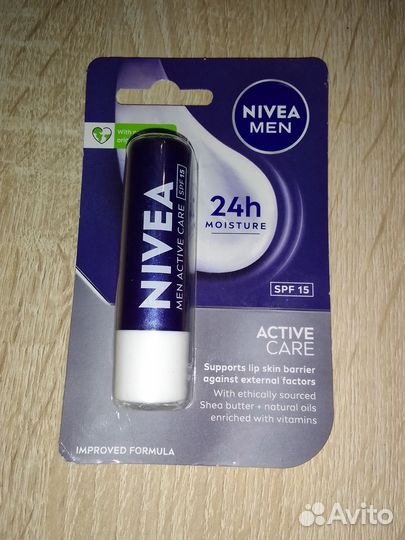 NIVEA
MEN
With
24h
MOISTURE
SPF 15
ACTIVE
CARE
Supports lip skin barrier
against external factors
With ethically sourced
Shea butter + natural oils
enriched with vitamins
IMPROVED FORMULA
NIVEA
MEN ACTIVE CARE SPF 15
Avito